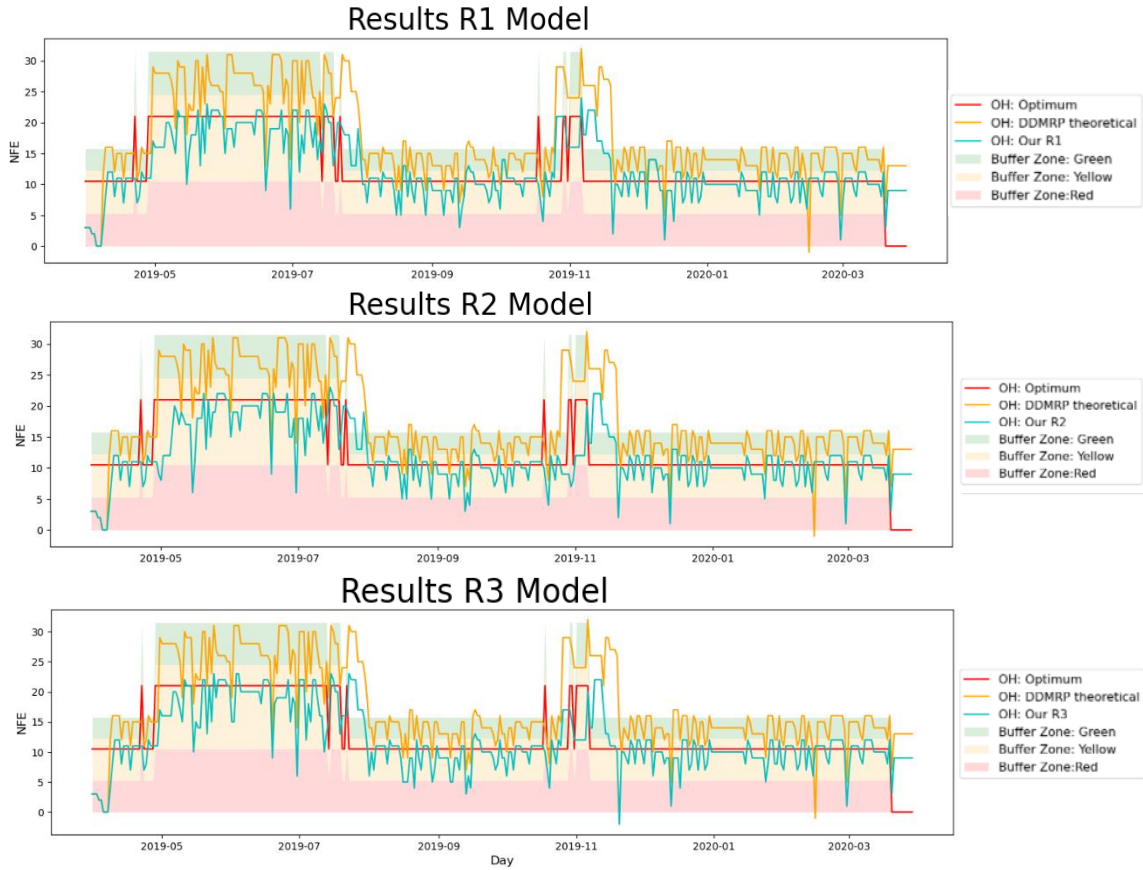 Results R1 Model
NFE
30
25
20
15
10
5
0
2019-05 2019-07 2019-09 2019-11 2020-01 2020-03
OH: Optimum
OH: DDMRP theoretical
OH: Our R1
Buffer Zone: Green
Buffer Zone: Yellow
Buffer Zone:Red
Results R2 Model
NFE
30
25
20
15
10
5
0
2019-05 2019-07 2019-09 2019-11 2020-01 2020-03
OH: Optimum
OH: DDMRP theoretical
OH: Our R2
Buffer Zone: Green
Buffer Zone: Yellow
Buffer Zone:Red
Results R3 Model
NFE
30
25
20
15
10
5
0
2019-05 2019-07 2019-09 2019-11 2020-01 2020-03
Day
OH: Optimum
OH: DDMRP theoretical
OH: Our R3
Buffer Zone: Green
Buffer Zone: Yellow
Buffer Zone:Red